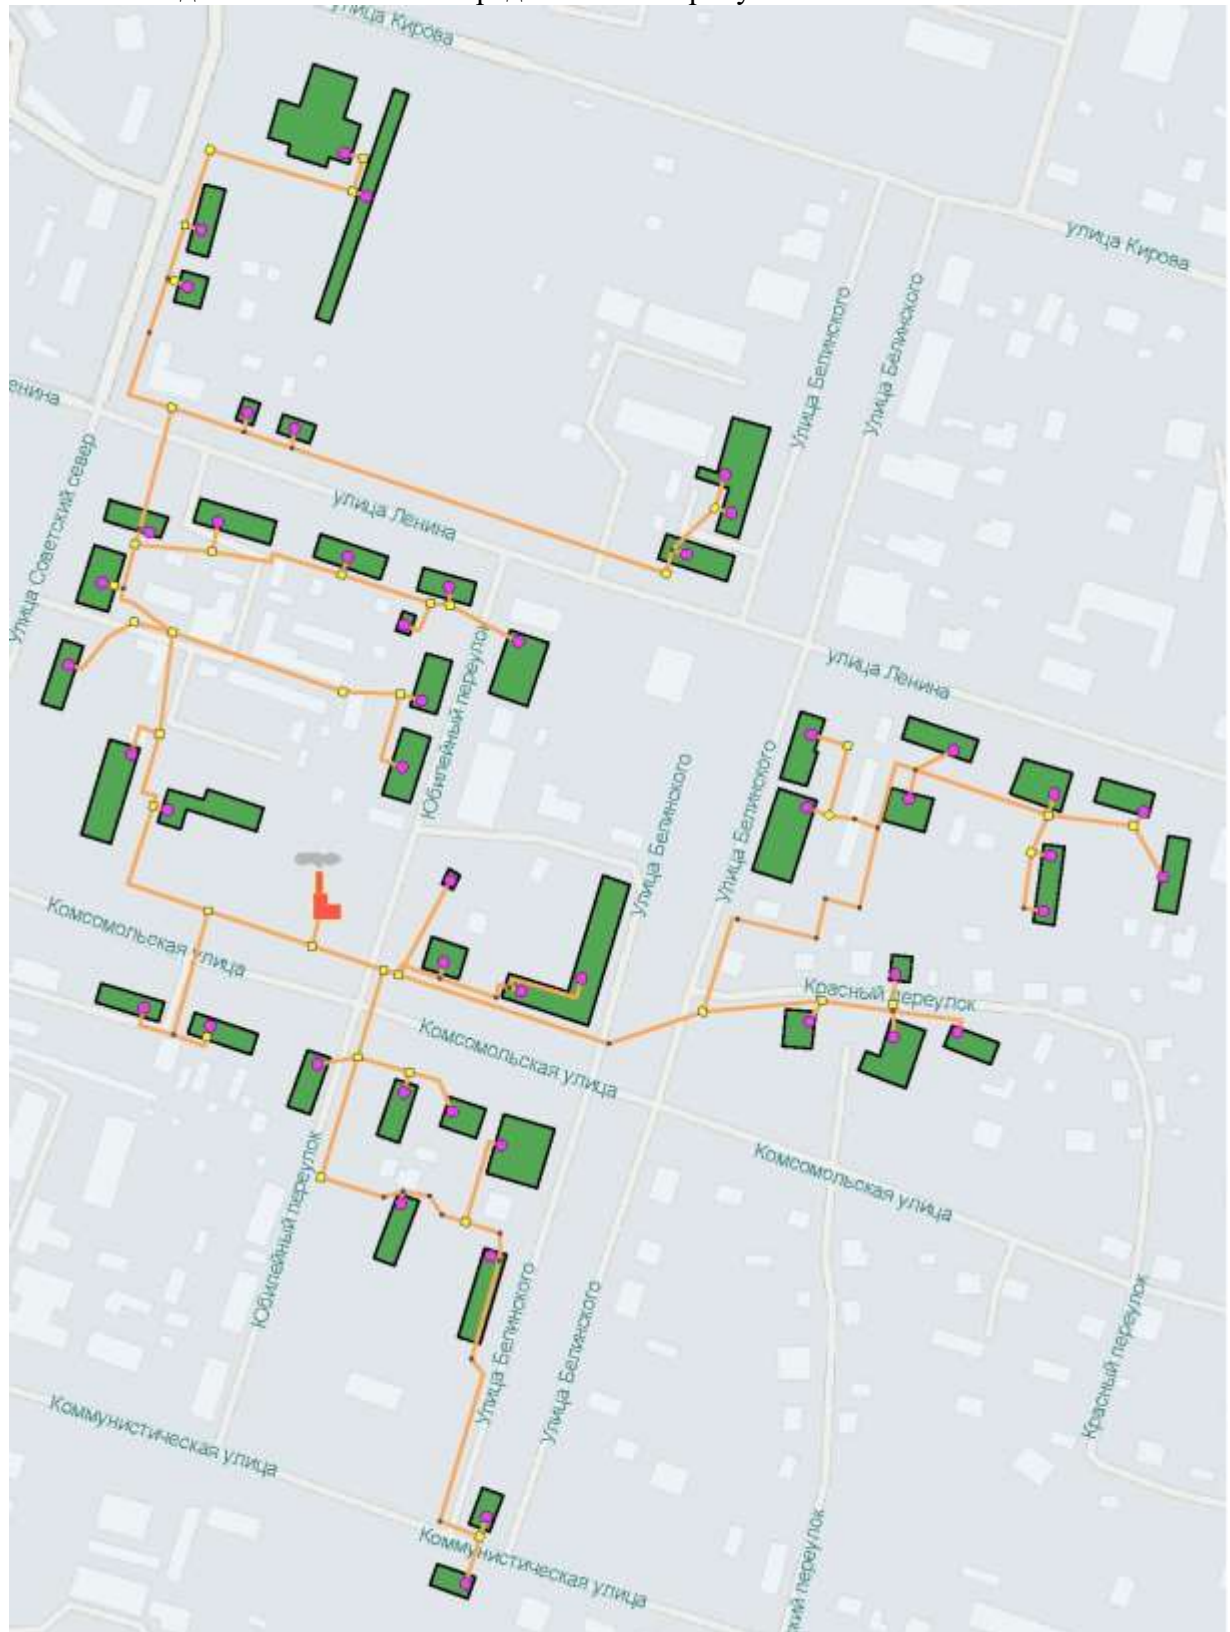 улица Кирова
улица Кирова
Улица Белинского
Улица Белинского
Улица Советский север
улица Ленина
Юбилейный переулок
улица Ленина
Улица Белинского
Улица Белинского
Комсомольская улица
Красный переулок
Комсомольская улица
Комсомольская улица
Юбилейный переулок
Улица Белинского
Улица Белинского
Красный переулок
Коммунистическая улица
Коммунистическая улица